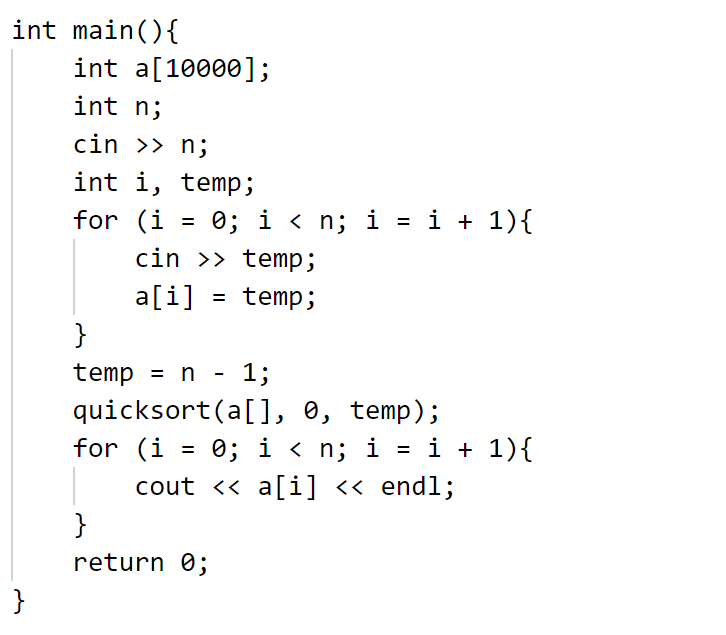 int main(){
    int a[10000];
    int n;
    cin >> n;
    int i, temp;
    for (i = 0; i < n; i = i + 1){
        cin >> temp;
        a[i] = temp;
    }
    temp = n - 1;
    quicksort(a[], 0, temp);
    for (i = 0; i < n; i = i + 1){
        cout << a[i] << endl;
    }
    return 0;
}